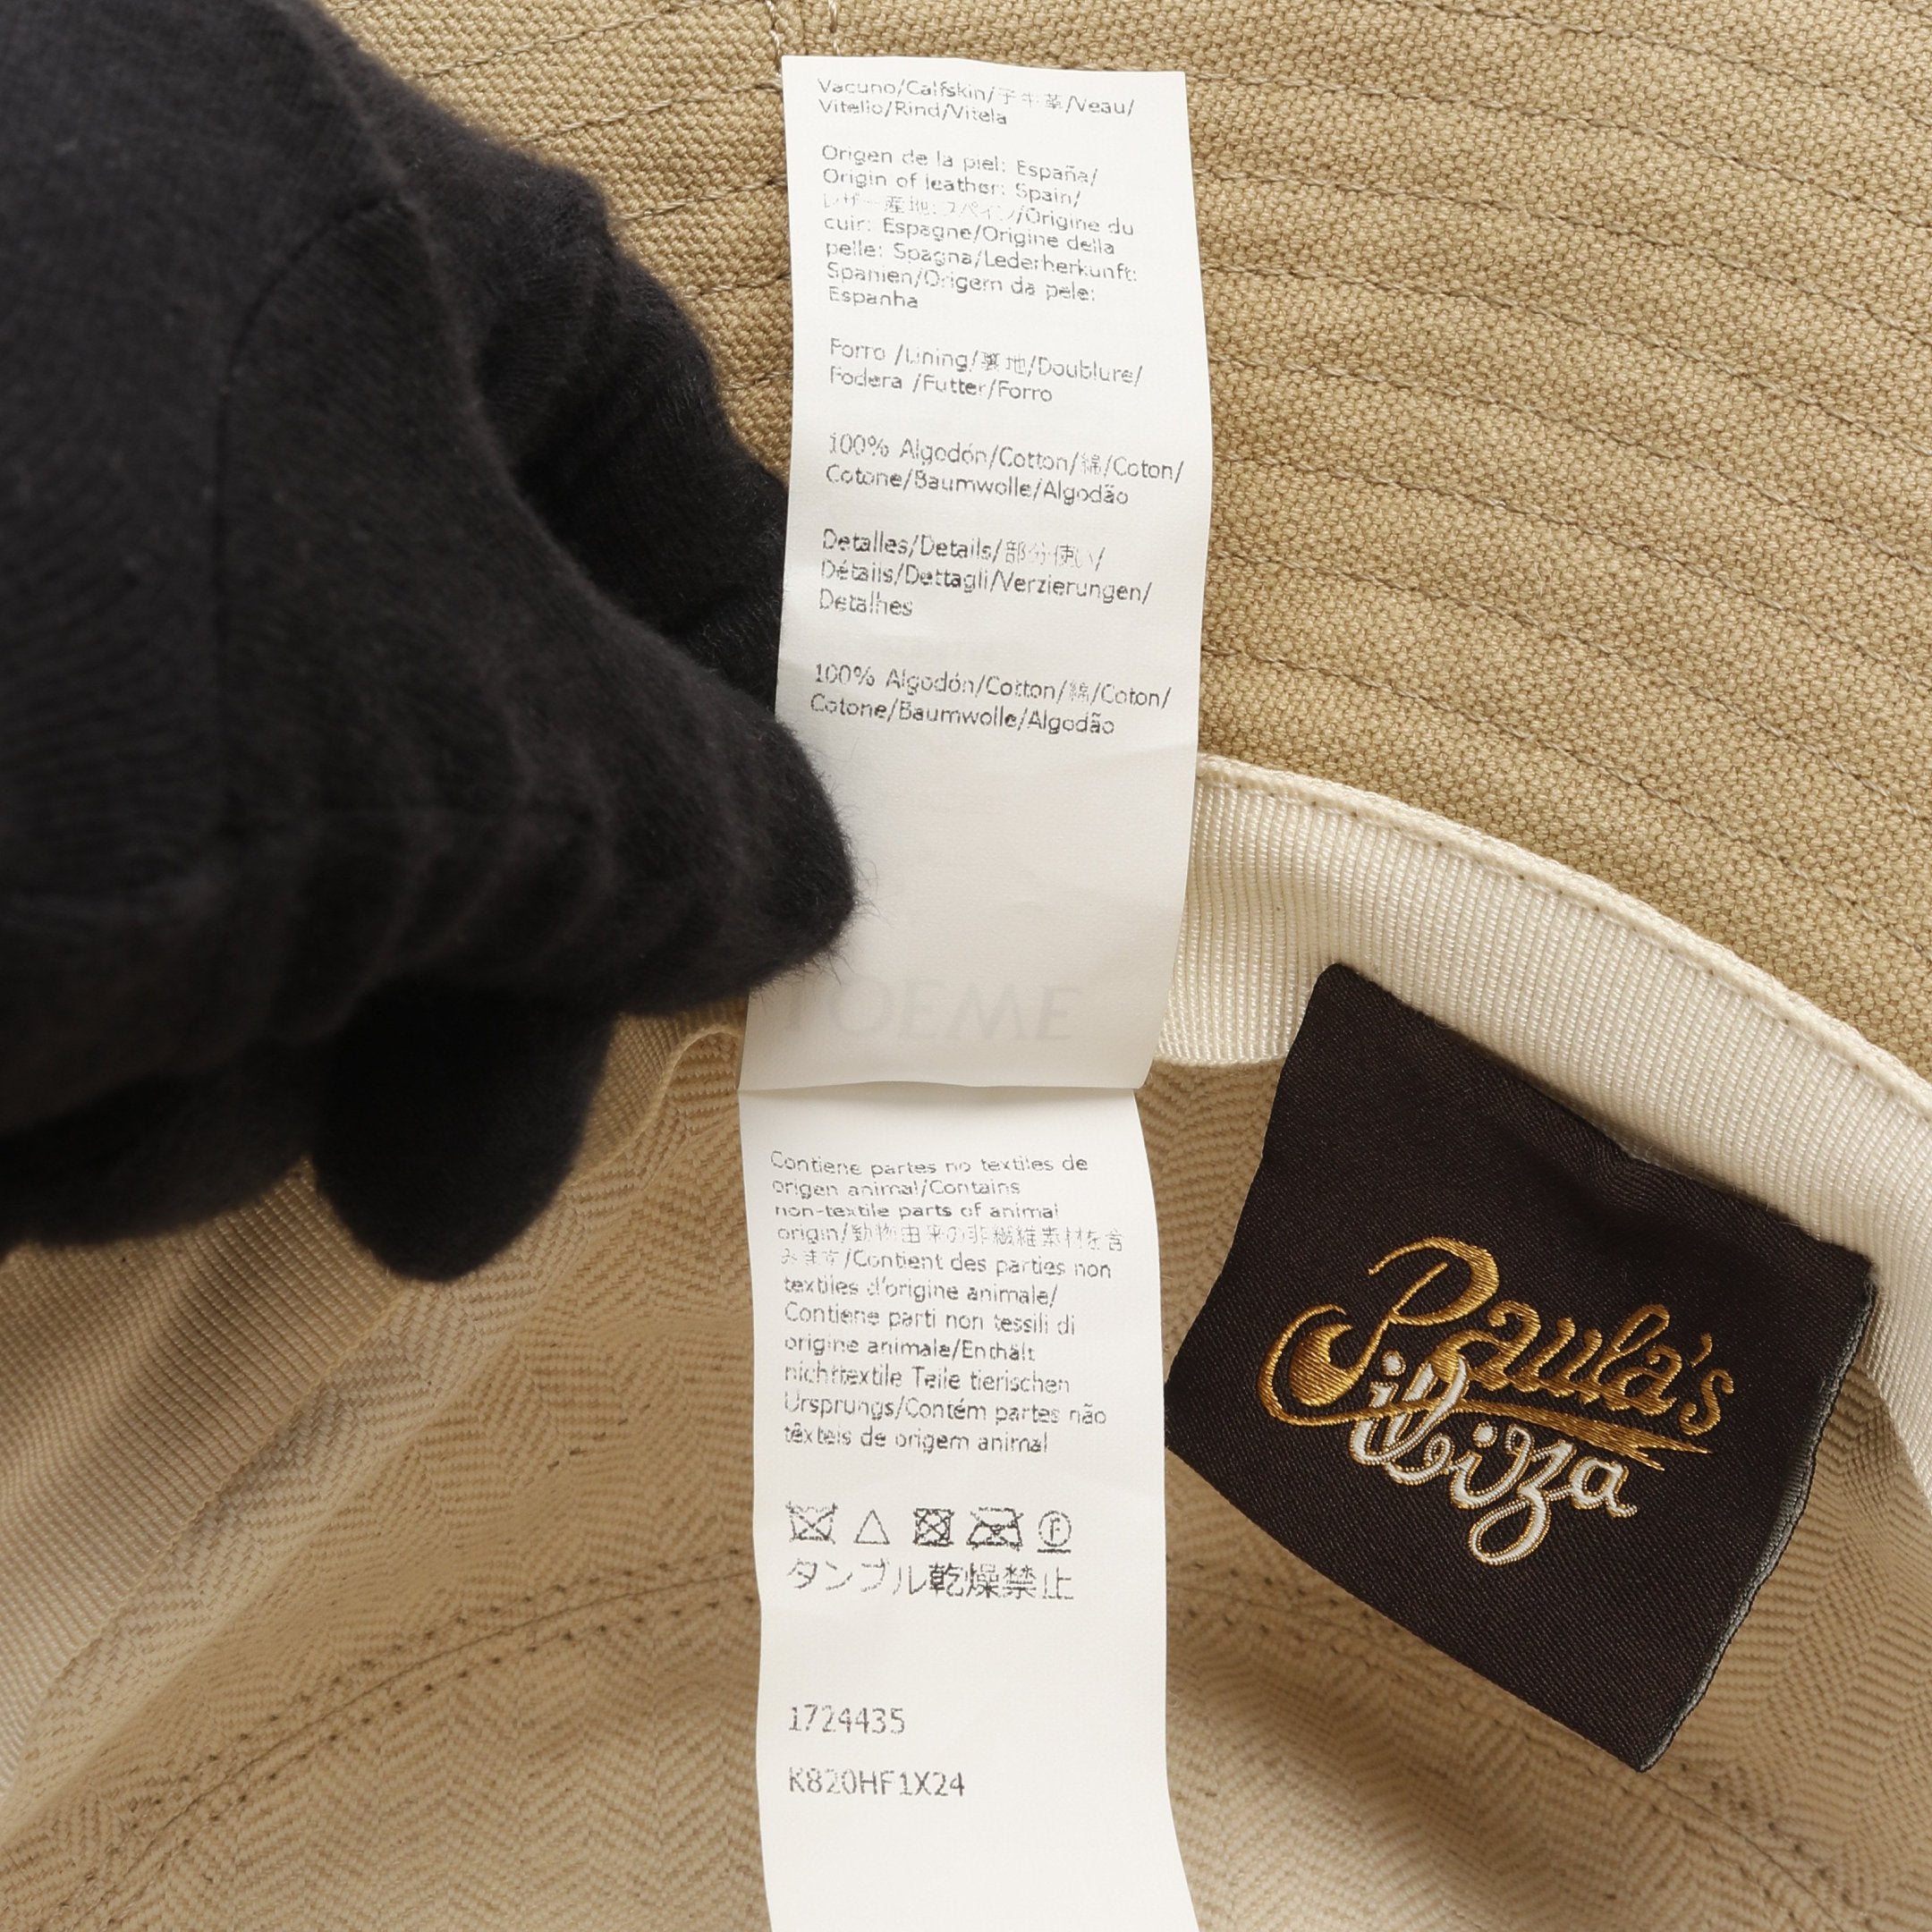 Vacuno/Calfskin/子牛革/Veau/
Vitello/Rind/Vitela
Origen de la piel: España/
Origin of leather: Spain/
レザー産地:スペイン/Origine du
cuir: Espagne/Origine della
pelle: Spagna/Lederherkunft:
Spanien/Origem da pele:
Espanha
Forro /Lining/裏地/Doublure/
Fodera /Futter/Forro
100% Algodón/Cotton/綿/Coton/
Cotone/Baumwolle/Algodão
Detalles/Details/部分使い/
Détails/Dettagli/Verzierungen/
Detalhes
100% Algodón/Cotton/綿/Coton/
Cotone/Baumwolle/Algodão
Contiene partes no textiles de
origen animal/Contains
non-textile parts of animal
origin/動物由来の非繊維素材を含
みます/Contient des parties non
textiles d'origine animale/
Contiene parti non tessili di
origine animale/Enthält
nichttextile Teile tierischen
Ursprungs/Contém partes não
têxteis de origem animal
タンブル乾燥禁止
1724435
K820HF1X24
Paula's
ibiza